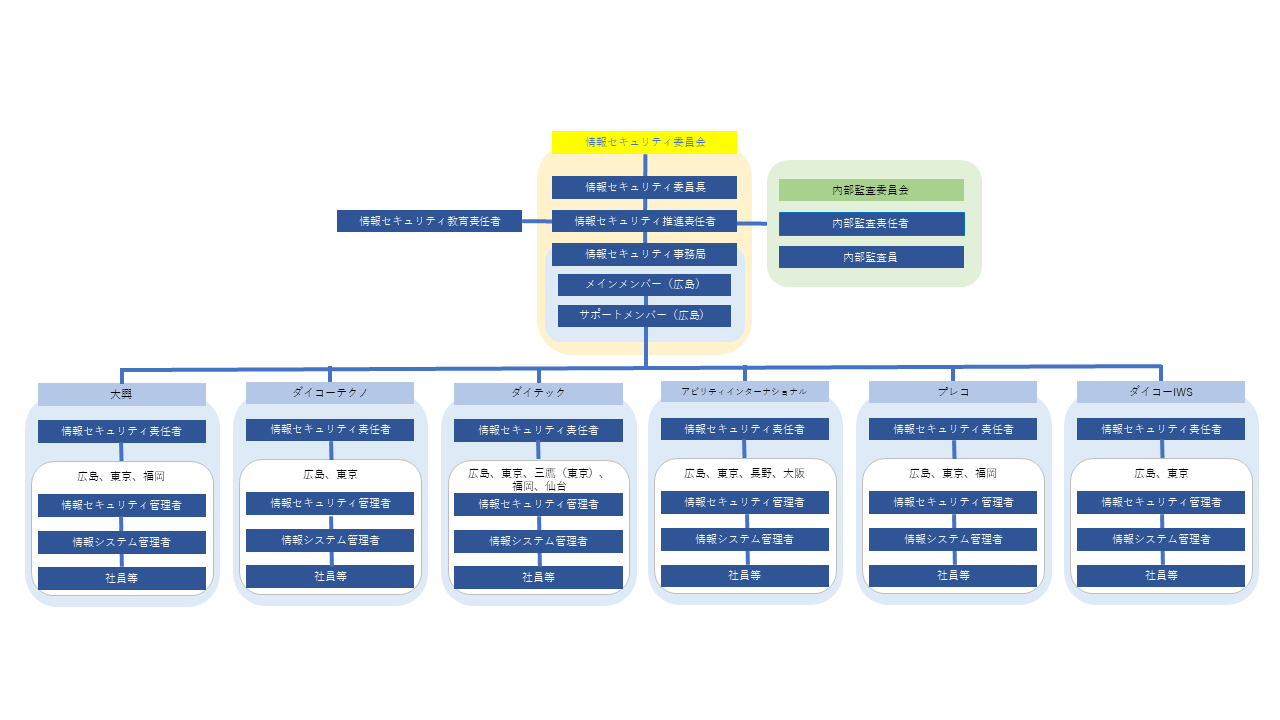 情報セキュリティ委員会
情報セキュリティ委員長
情報セキュリティ教育責任者
情報セキュリティ推進責任者
情報セキュリティ事務局
メインメンバー（広島）
サポートメンバー（広島）
内部監査委員会
内部監査責任者
内部監査員
大興
情報セキュリティ責任者
広島、東京、福岡
情報セキュリティ管理者
情報システム管理者
社員等
ダイコーテクノ
情報セキュリティ責任者
広島、東京
情報セキュリティ管理者
情報システム管理者
社員等
ダイテック
情報セキュリティ責任者
広島、東京、三鷹（東京）、
福岡、仙台
情報セキュリティ管理者
情報システム管理者
社員等
アビリティインターナショナル
情報セキュリティ責任者
広島、東京、長野、大阪
情報セキュリティ管理者
情報システム管理者
社員等
プレコ
情報セキュリティ責任者
広島、東京、福岡
情報セキュリティ管理者
情報システム管理者
社員等
ダイコーIWS
情報セキュリティ責任者
広島、東京
情報セキュリティ管理者
情報システム管理者
社員等